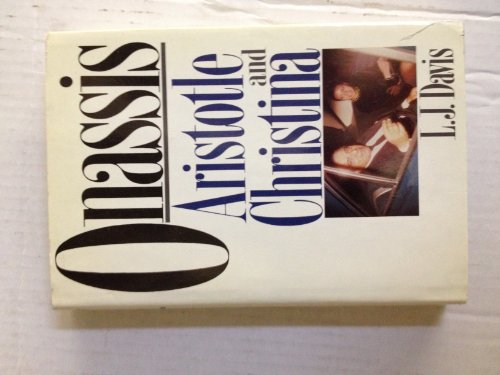 Onassis
Aristotle
and
Christina
L.J. Davis